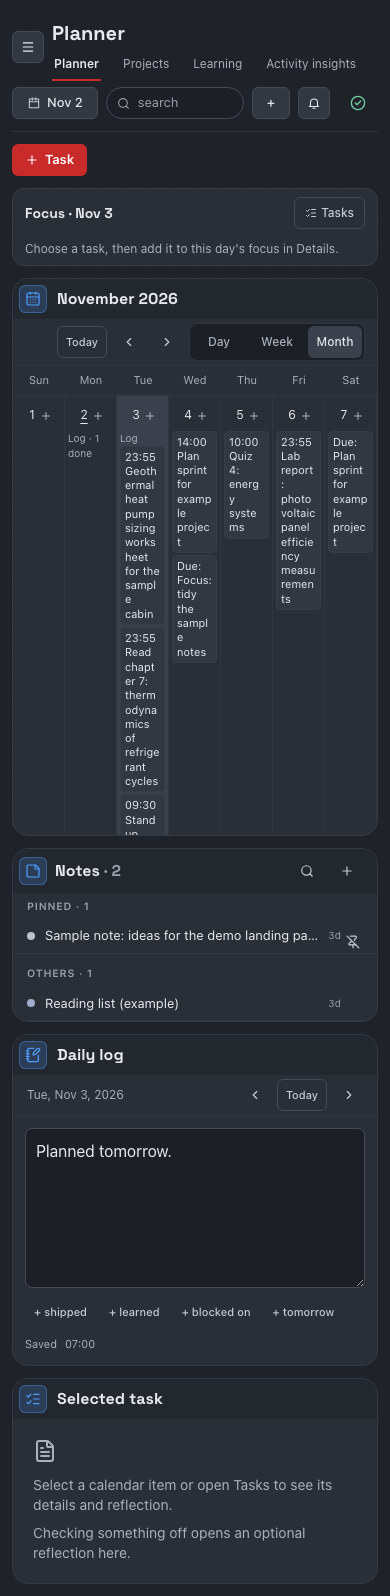 Planner
Planner Projects Learning Activity insights
Nov 2 search +
+ Task
Focus · Nov 3 Tasks
Choose a task, then add it to this day's focus in Details.
November 2026
Today Day Week Month
Sun Mon Tue Wed Thu Fri Sat
1 + 2 + 3 + 4 + 5 + 6 + 7 +
Log · 1
done
Log
23:55
Geoth
ermal
heat
pump
sizing
works
heet
for the
sampl
e
cabin
23:55
Read
chapt
er 7:
therm
odyna
mics
of
refrige
rant
cycles
09:30
Stand
up
14:00
Plan
sprint
for
examp
le
projec
t
Due:
Focus:
tidy
the
sampl
e
notes
10:00
Quiz
4:
energ
y
syste
ms
23:55
Lab
report
:
photo
voltaic
panel
efficie
ncy
measu
remen
ts
Due:
Plan
sprint
for
examp
le
projec
t
Notes · 2
PINNED · 1
Sample note: ideas for the demo landing pa... 3d
OTHERS · 1
Reading list (example) 3d
Daily log
Tue, Nov 3, 2026 Today
Planned tomorrow.
+ shipped + learned + blocked on + tomorrow
Saved 07:00
Selected task
Select a calendar item or open Tasks to see its
details and reflection.
Checking something off opens an optional
reflection here.